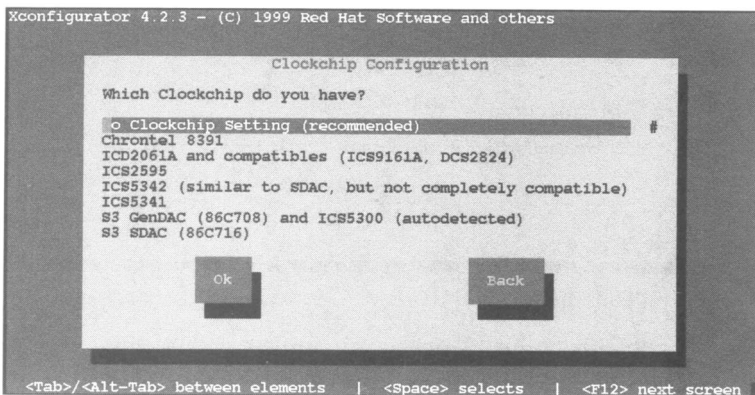 Xconfigurator 4.2.3 - (C) 1999 Red Hat Software and others
Clockchip Configuration
Which Clockchip do you have?
o Clockchip Setting (recommended) #
Chrontel 8391
ICD2061A and compatibles (ICS9161A, DCS2824)
ICS2595
ICS5342 (similar to SDAC, but not completely compatible)
ICS5341
S3 GenDAC (86C708) and ICS5300 (autodetected)
S3 SDAC (86C716)
Ok Back
<Tab>/<Alt-Tab> between elements | <Space> selects | <F12> next screen